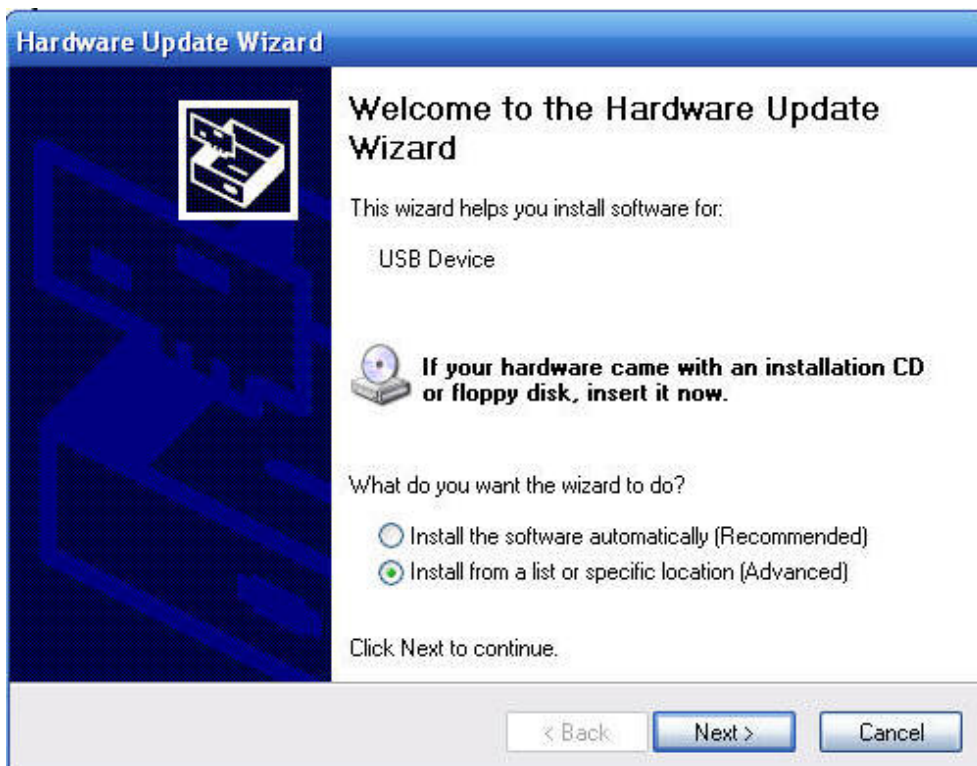 Hardware Update Wizard
Welcome to the Hardware Update
Wizard
This wizard helps you install software for:
USB Device
If your hardware came with an installation CD
or floppy disk, insert it now.
What do you want the wizard to do?
Install the software automatically (Recommended)
Install from a list or specific location (Advanced)
Click Next to continue.
< Back Next > Cancel